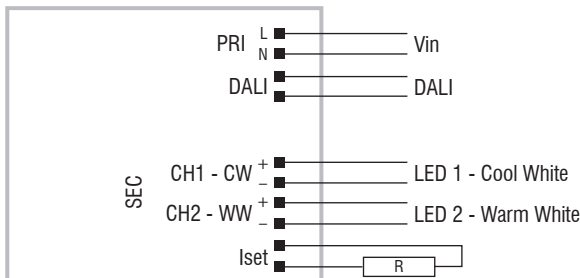 PRI L Vin
N
DALI DALI
SEC
CH1 - CW + LED 1 - Cool White
–
CH2 - WW + LED 2 - Warm White
–
Iset
R